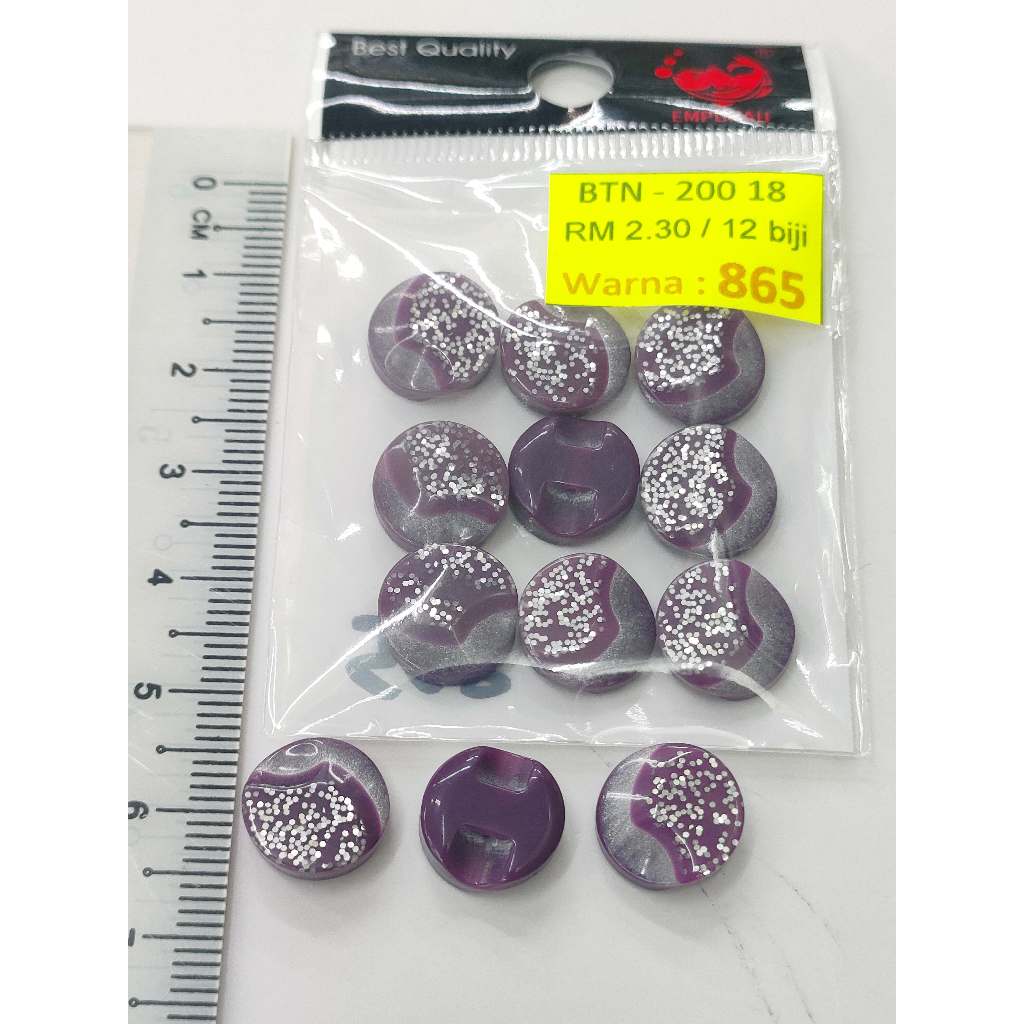 Best Quality
BTN - 200 18
RM 2.30 / 12 biji
Warna : 865
0 CM
1
2
3
4
5
6
7